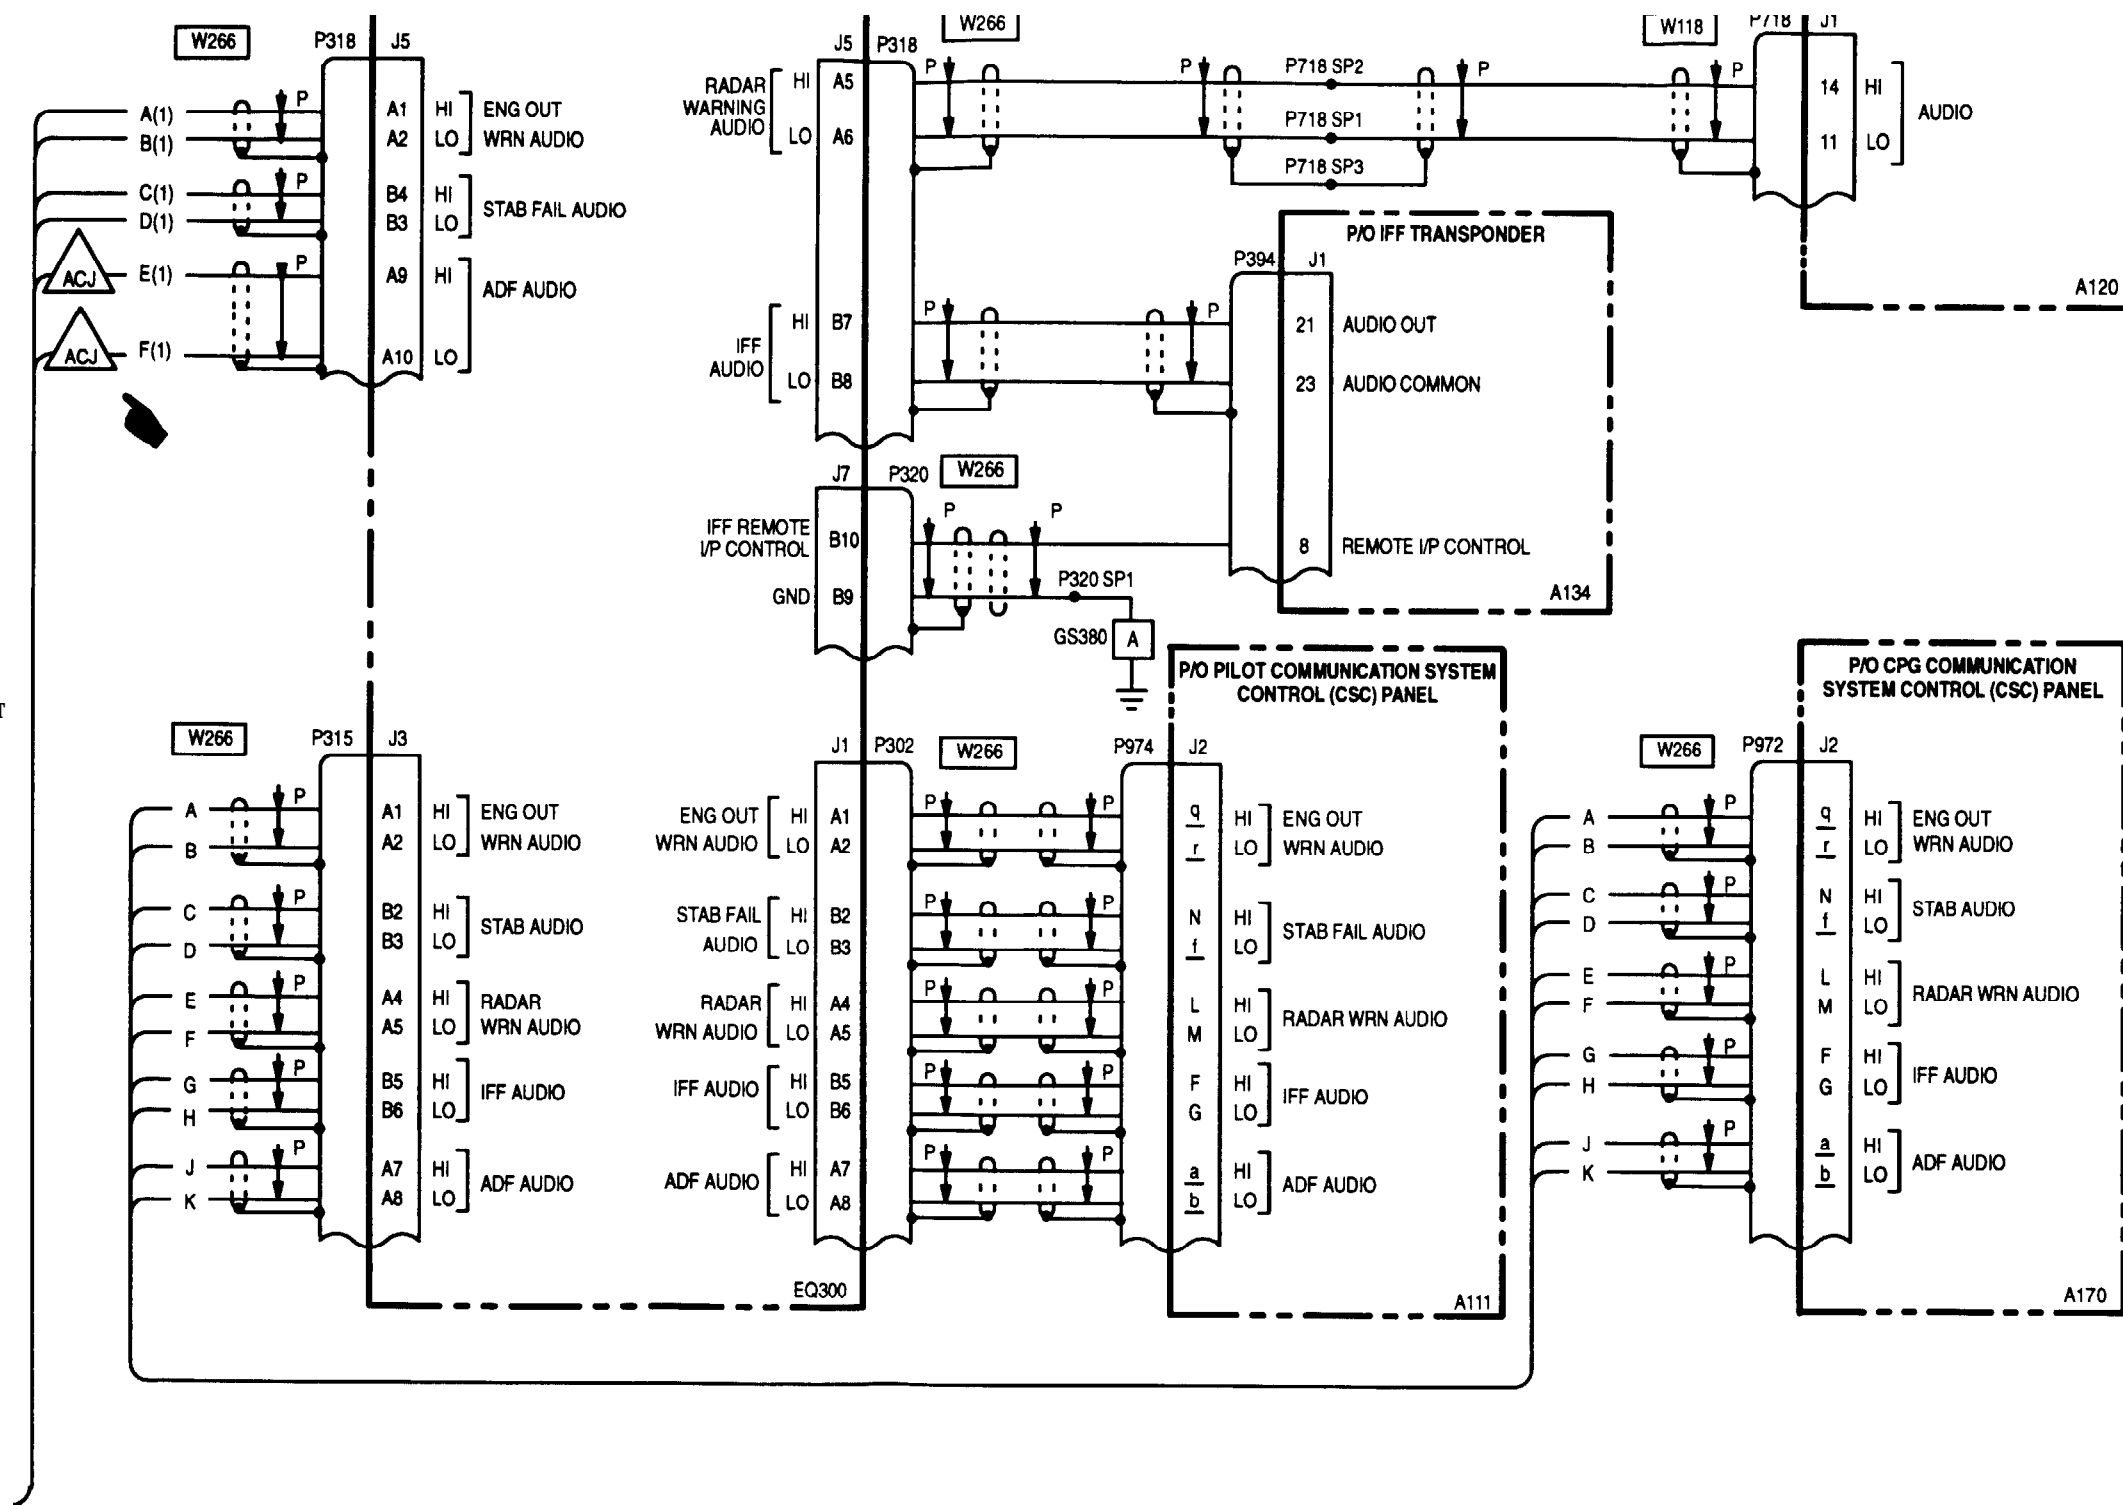 W266
P318 J5
A(1) P A1 HI ENG OUT
B(1) A2 LO WRN AUDIO
C(1) P B4 HI
STAB FAIL AUDIO
D(1) B3 LO
ACJ E(1) P A9 HI
ADF AUDIO
ACJ F(1) A10 LO
J5 P318
W266
W118
P718 J1
RADAR
WARNING
AUDIO
HI A5 P P P718 SP2 P P 14 HI
AUDIO
LO A6 P718 SP1 11 LO
P718 SP3
A120
P/O IFF TRANSPONDER
P394 J1
IFF
AUDIO
HI B7 P P 21 AUDIO OUT
LO B8 23 AUDIO COMMON
J7 P320
W266
IFF REMOTE
I/P CONTROL
B10 P P 8 REMOTE I/P CONTROL
GND B9 P320 SP1
A134
GS380 A
T
W266
P315 J3
A P A1 HI ENG OUT
B A2 LO WRN AUDIO
C P B2 HI
STAB AUDIO
D B3 LO
E P A4 HI RADAR
F A5 LO WRN AUDIO
G P B5 HI
IFF AUDIO
H B6 LO
J P A7 HI
ADF AUDIO
K A8 LO
EQ300
P/O PILOT COMMUNICATION SYSTEM
CONTROL (CSC) PANEL
J1 P302
W266
P974 J2
ENG OUT HI A1 P P q HI ENG OUT
WRN AUDIO LO A2 r LO WRN AUDIO
STAB FAIL HI B2 P P N HI
STAB FAIL AUDIO
AUDIO LO B3 f LO
RADAR HI A4 P P L HI
RADAR WRN AUDIO
WRN AUDIO LO A5 M LO
IFF AUDIO HI B5 P P F HI
IFF AUDIO
LO B6 G LO
ADF AUDIO HI A7 P P a HI
ADF AUDIO
LO A8 b LO
A111
P/O CPG COMMUNICATION
SYSTEM CONTROL (CSC) PANEL
W266
P972 J2
A P q HI ENG OUT
B r LO WRN AUDIO
C P N HI
STAB AUDIO
D f LO
E P L HI
RADAR WRN AUDIO
F M LO
G P F HI
IFF AUDIO
H G LO
J P a HI
ADF AUDIO
K b LO
A170